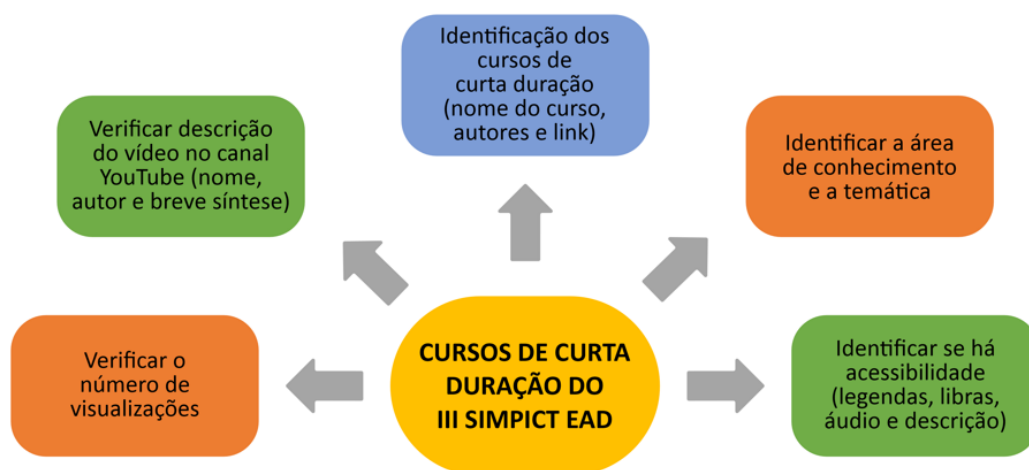 Identificação dos
cursos de
curta duração
(nome do curso,
autores e link)
Verificar descrição
do vídeo no canal
YouTube (nome,
autor e breve síntese)
Identificar a área
de conhecimento
e a temática
Verificar o
número de
visualizações
CURSOS DE CURTA
DURAÇÃO DO
III SIMPICT EAD
Identificar se há
acessibilidade
(legendas, libras,
áudio e descrição)